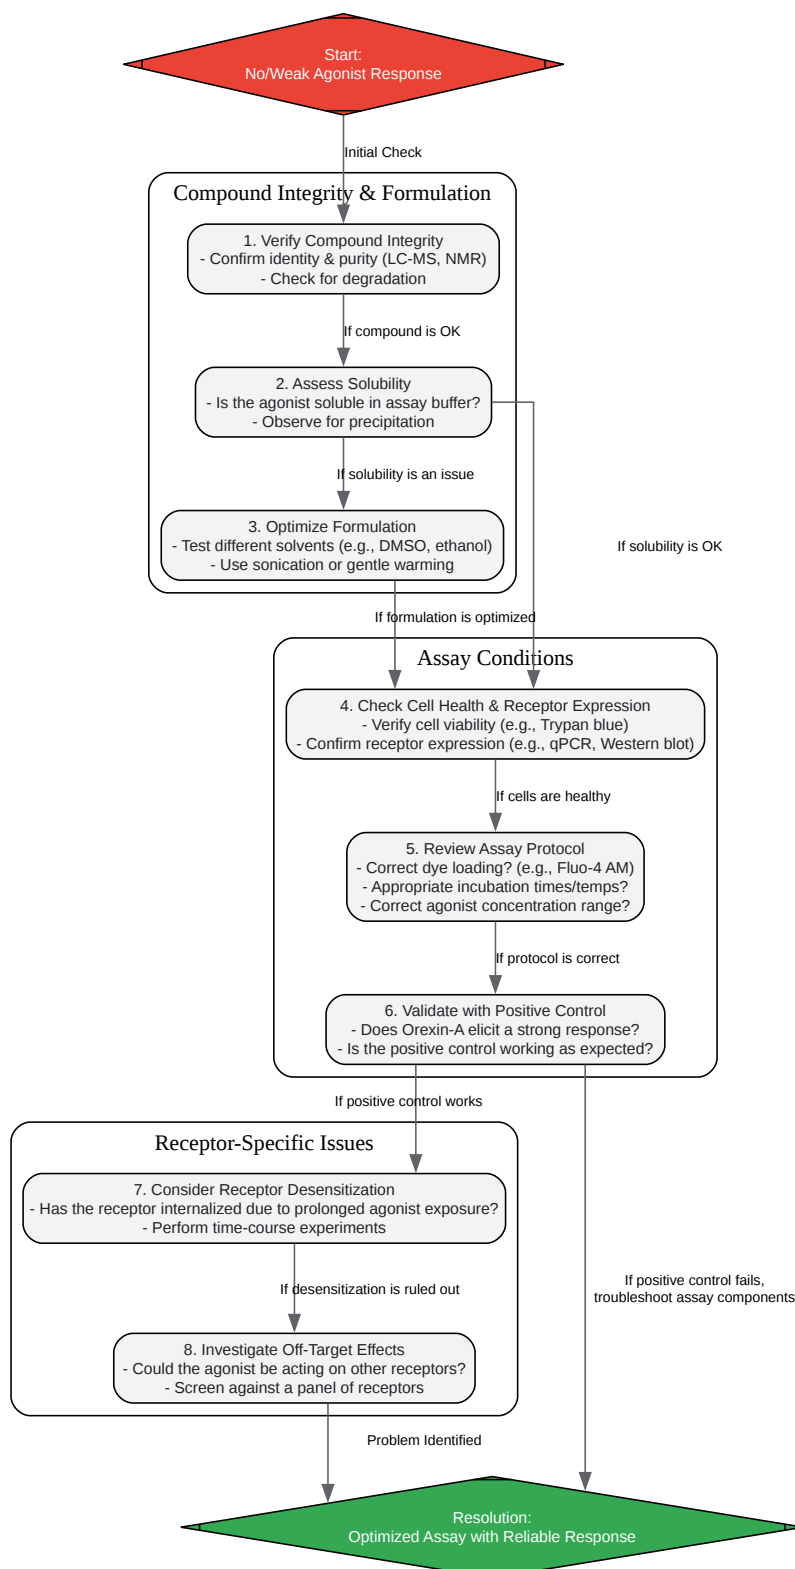 Start:
No/Weak Agonist Response
Initial Check
Compound Integrity & Formulation
1. Verify Compound Integrity
- Confirm identity & purity (LC-MS, NMR)
- Check for degradation
If compound is OK
2. Assess Solubility
- Is the agonist soluble in assay buffer?
- Observe for precipitation
If solubility is an issue
3. Optimize Formulation
- Test different solvents (e.g., DMSO, ethanol)
- Use sonication or gentle warming
If solubility is OK
If formulation is optimized
Assay Conditions
4. Check Cell Health & Receptor Expression
- Verify cell viability (e.g., Trypan blue)
- Confirm receptor expression (e.g., qPCR, Western blot)
If cells are healthy
5. Review Assay Protocol
- Correct dye loading? (e.g., Fluo-4 AM)
- Appropriate incubation times/temps?
- Correct agonist concentration range?
If protocol is correct
6. Validate with Positive Control
- Does Orexin-A elicit a strong response?
- Is the positive control working as expected?
If positive control works
Receptor-Specific Issues
7. Consider Receptor Desensitization
- Has the receptor internalized due to prolonged agonist exposure?
- Perform time-course experiments
If desensitization is ruled out
If positive control fails,
troubleshoot assay components
8. Investigate Off-Target Effects
- Could the agonist be acting on other receptors?
- Screen against a panel of receptors
Problem Identified
Resolution:
Optimized Assay with Reliable Response